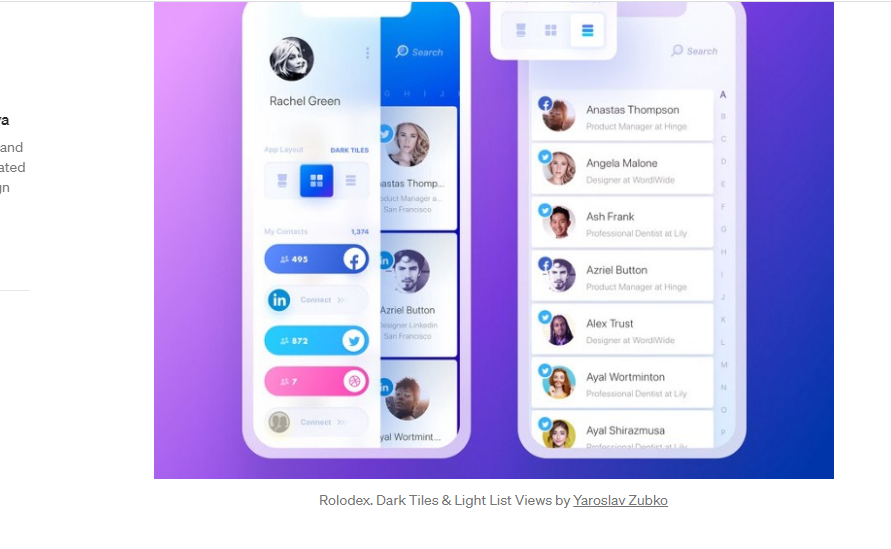 ra
and
ated
gn
Rachel Green
App Layout DARK TILES
My Contacts 1,374
495
Connect
872
7
Connect
Search
G H I J
nastas Thomp...
oduct Manager a...
San Francisco
Azriel Button
esigner Linkedin
San Francisco
yal Wortmint...
Search
A
B
C
D
E
F
G
H
I
J
K
L
M
N
O
P
Anastas Thompson
Product Manager at Hinge
Angela Malone
Designer at WordlWide
Ash Frank
Professional Dentist at Lily
Azriel Button
Product Manager at Hinge
Alex Trust
Designer at WordlWide
Ayal Wortminton
Professional Dentist at Lily
Ayal Shirazmusa
Professional Dentist at Lily
Rolodex. Dark Tiles & Light List Views by Yaroslav Zubko